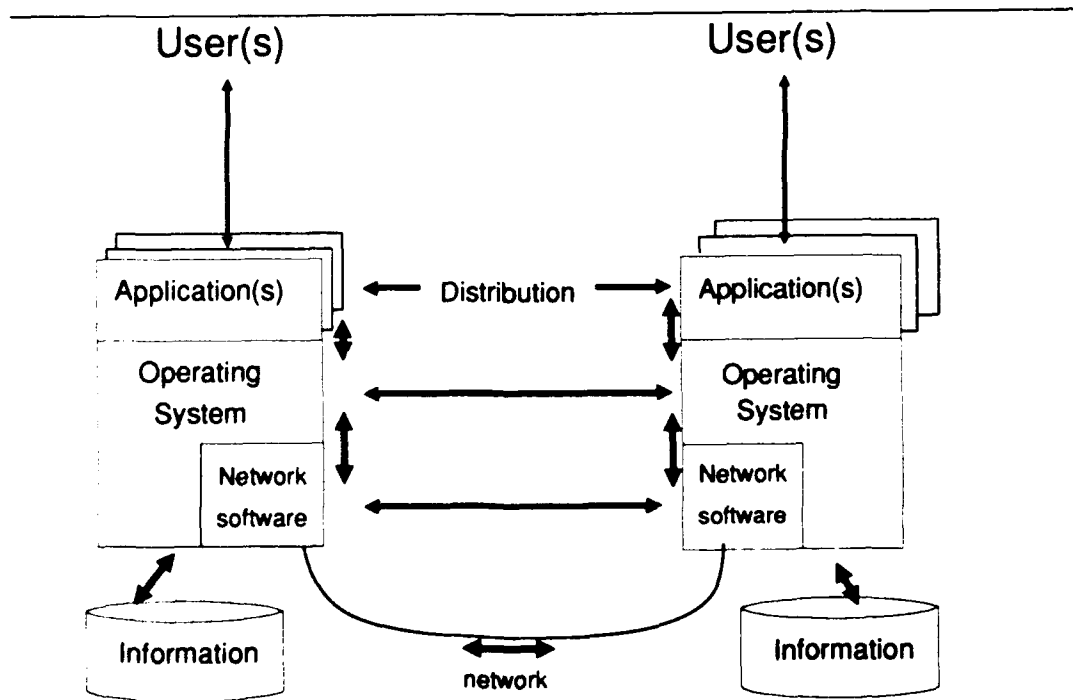 User(s)
User(s)
Application(s)
Distribution
Application(s)
Operating
System
Operating
System
Network
software
Network
software
Information
network
Information